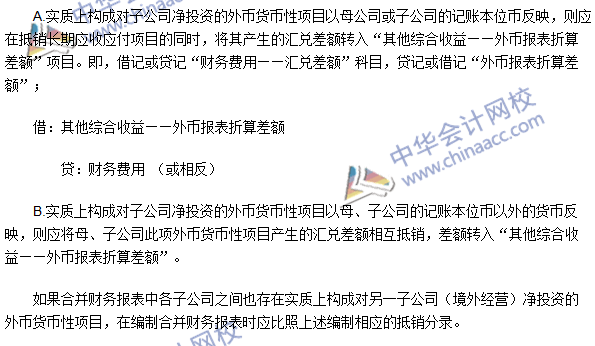 A.实质上构成对子公司净投资的外币货币性项目以母公司或子公司的记账本位币反映，则应
在抵销长期应收应付项目的同时，将其产生的汇兑差额转入“其他综合收益——外币报表折算
差额”项目。即，借记或贷记“财务费用——汇兑差额”科目，贷记或借记“外币报表折算差
额”；
借：其他综合收益——外币报表折算差额
贷：财务费用 （或相反）
B.实质上构成对子公司净投资的外币货币性项目以母、子公司的记账本位币以外的货币反
映，则应将母、子公司此项外币货币性项目产生的汇兑差额相互抵销，差额转入“其他综合收
益——外币报表折算差额”。
如果合并财务报表中各子公司之间也存在实质上构成对另一子公司（境外经营）净投资的
外币货币性项目，在编制合并财务报表时应比照上述编制相应的抵销分录。
中华会计网校
www.chinaacc.com